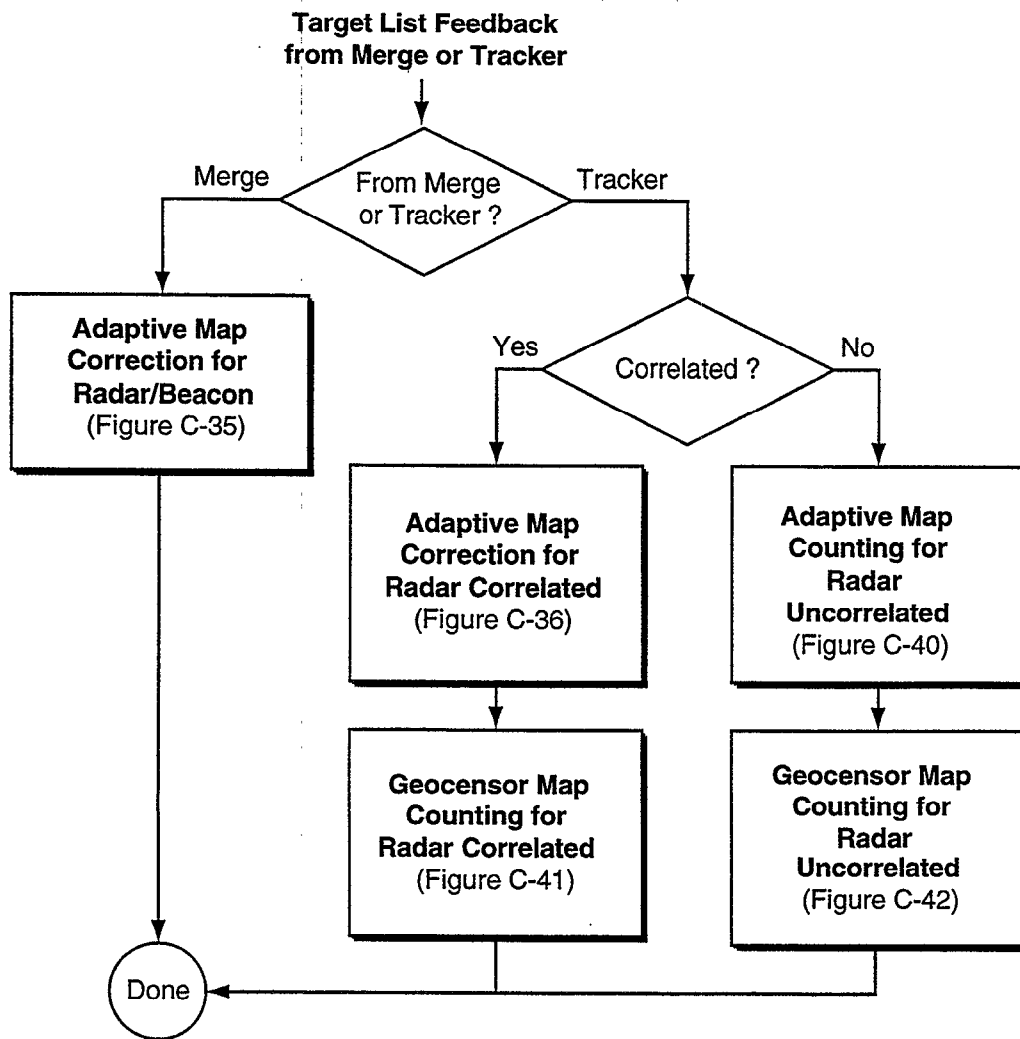 Target List Feedback
from Merge or Tracker
Merge
From Merge
or Tracker ?
Tracker
Adaptive Map
Correction for
Radar/Beacon
(Figure C-35)
Yes
Correlated ?
No
Adaptive Map
Correction for
Radar Correlated
(Figure C-36)
Adaptive Map
Counting for
Radar
Uncorrelated
(Figure C-40)
Geocensor Map
Counting for
Radar Correlated
(Figure C-41)
Geocensor Map
Counting for
Radar
Uncorrelated
(Figure C-42)
Done